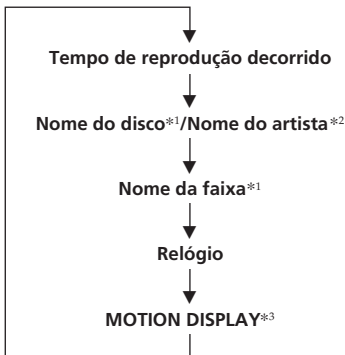 Tempo de reprodução decorrido
Nome do disco*1/Nome do artista*2
Nome da faixa*1
Relógio
MOTION DISPLAY*3